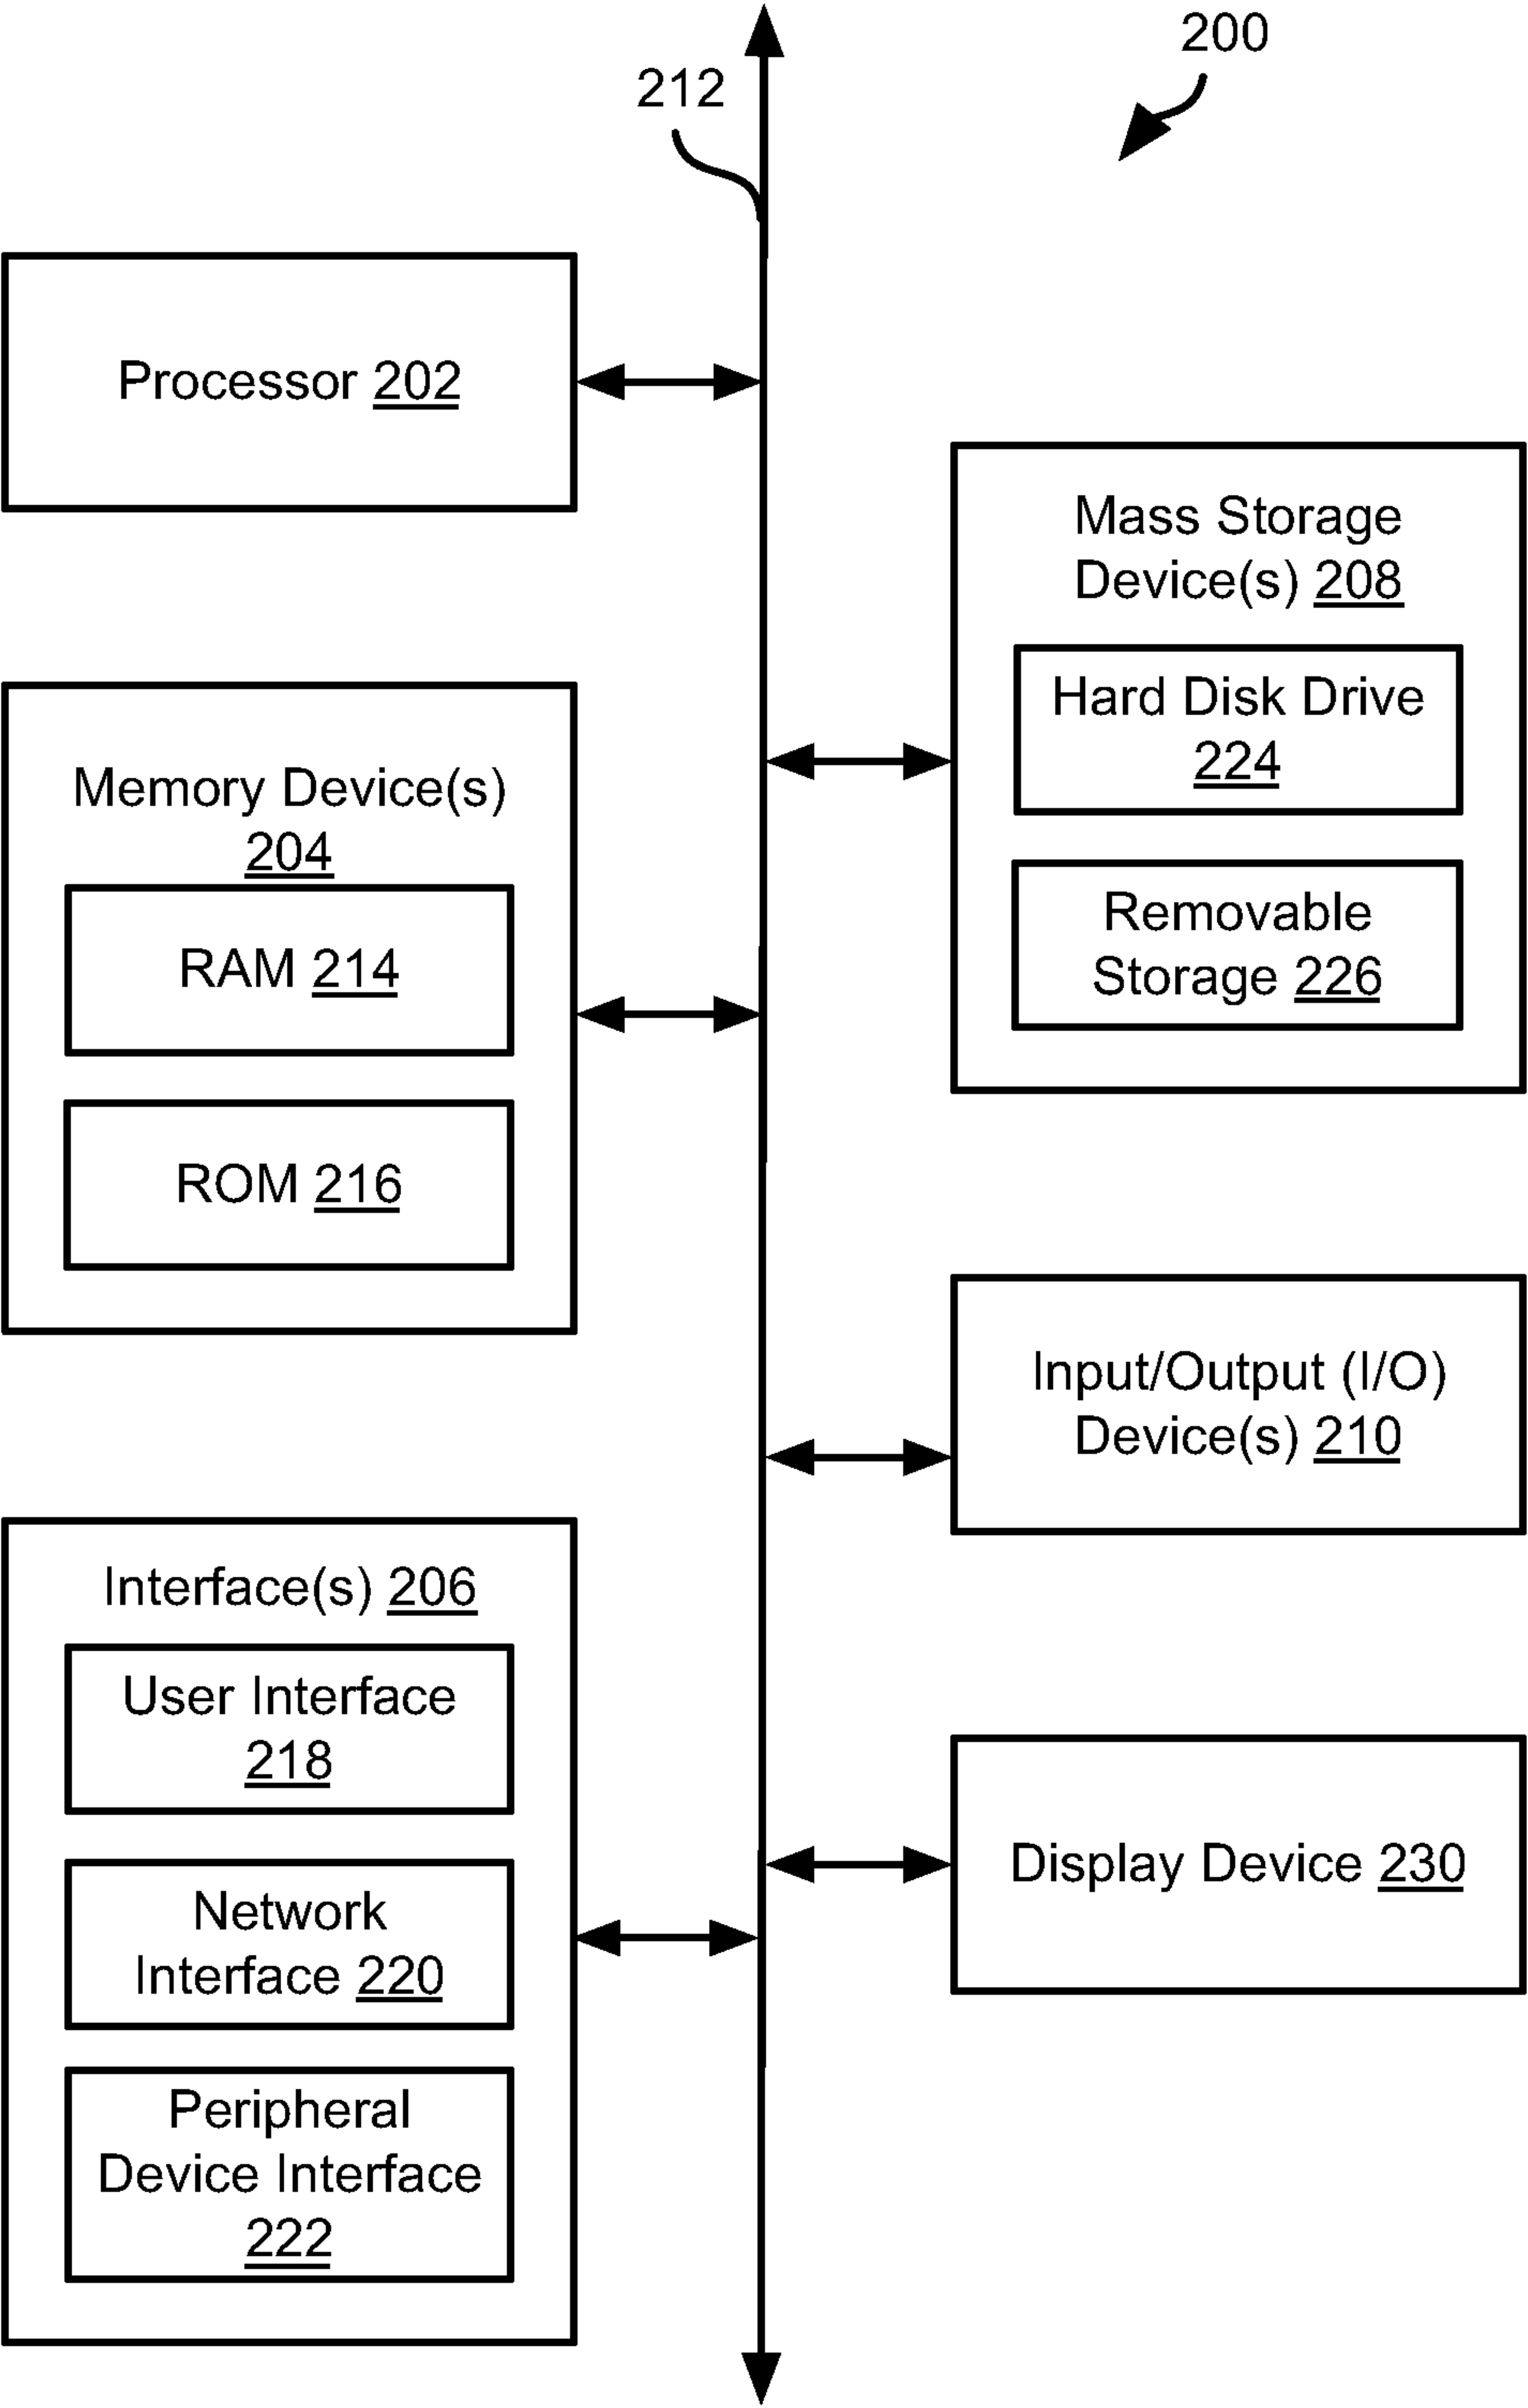 200
212
Processor 202
Mass Storage
Device(s) 208
Hard Disk Drive
224
Removable
Storage 226
Memory Device(s)
204
RAM 214
ROM 216
Input/Output (I/O)
Device(s) 210
Interface(s) 206
User Interface
218
Network
Interface 220
Peripheral
Device Interface
222
Display Device 230